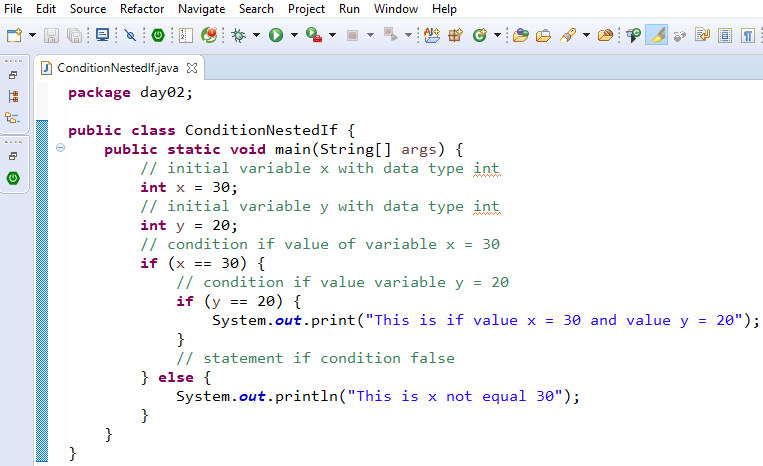 File Edit Source Refactor Navigate Search Project Run Window Help
ConditionNestedIf.java
package day02;
public class ConditionNestedIf {
public static void main(String[] args) {
// initial variable x with data type int
int x = 30;
// initial variable y with data type int
int y = 20;
// condition if value of variable x = 30
if (x == 30) {
// condition if value variable y = 20
if (y == 20) {
System.out.print("This is if value x = 30 and value y = 20");
}
// statement if condition false
} else {
System.out.println("This is x not equal 30");
}
}
}